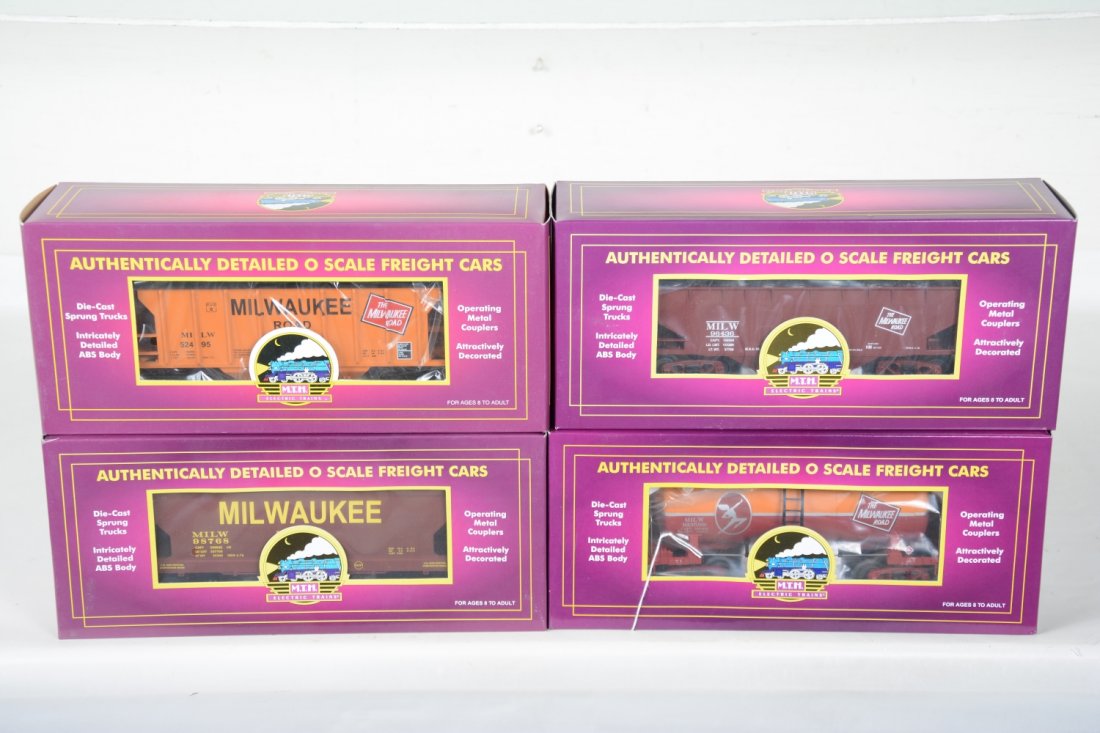 AUTHENTICALLY DETAILED O SCALE FREIGHT CARS
Die-Cast
Sprung Trucks
Intricately
Detailed
ABS Body
MILWAUKEE
ROAD
THE
MILWAUKEE
ROAD
MILW
52495
Operating
Metal
Couplers
Attractively
Decorated
M.T.H.
ELECTRIC TRAINS
FOR AGES 8 TO ADULT
AUTHENTICALLY DETAILED O SCALE FREIGHT CARS
Die-Cast
Sprung Trucks
Intricately
Detailed
ABS Body
MILW
96436
THE
MILWAUKEE
ROAD
Operating
Metal
Couplers
Attractively
Decorated
M.T.H.
ELECTRIC TRAINS
FOR AGES 8 TO ADULT
AUTHENTICALLY DETAILED O SCALE FREIGHT CARS
Die-Cast
Sprung
Trucks
Intricately
Detailed
ABS Body
MILWAUKEE
MILW
98768
Operating
Metal
Couplers
Attractively
Decorated
M.T.H.
ELECTRIC TRAINS
FOR AGES 8 TO ADULT
AUTHENTICALLY DETAILED O SCALE FREIGHT CARS
Die-Cast
Sprung
Trucks
Intricately
Detailed
ABS Body
MILW
THE
MILWAUKEE
ROAD
Operating
Metal
Couplers
Attractively
Decorated
M.T.H.
ELECTRIC TRAINS
FOR AGES 8 TO ADULT